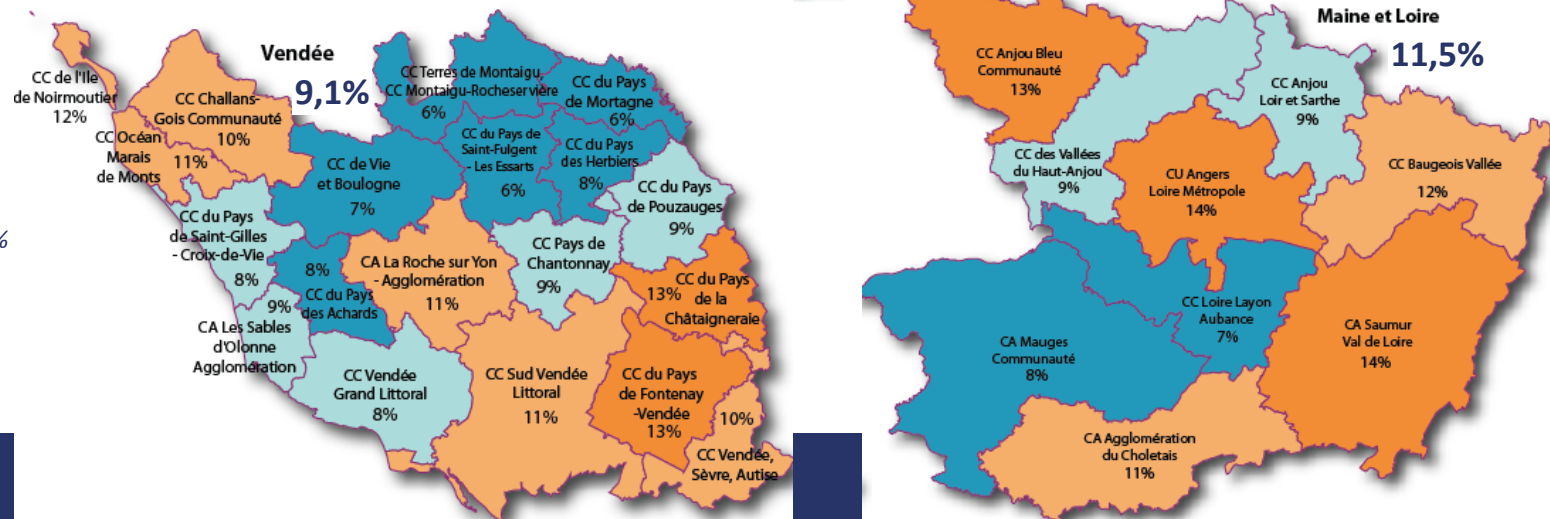 Vendée
9,1%
CC de l'Ile
de Noirmoutier
12%
CC Challans-
Gois Communauté
10%
CC Océan
Marais
de Monts
11%
CC Terres de Montaigu,
CC Montaigu-Rocheservière
6%
CC du Pays
de Mortagne
6%
CC du Pays de
Saint-Fulgent
- Les Essarts
6%
CC du Pays
des Herbiers
8%
CC de Vie
et Boulogne
7%
CC du Pays
de Pouzauges
9%
CC du Pays
de Saint-Gilles
- Croix-de-Vie
8%
8%
CC du Pays
des Achards
CA La Roche sur Yon
- Agglomération
11%
CC Pays de
Chantonnay
9%
13%
CC du Pays
de la
Châtaigneraie
9%
CA Les Sables
d'Olonne
Agglomération
CC Vendée
Grand Littoral
8%
CC Sud Vendée
Littoral
11%
CC du Pays
de Fontenay
-Vendée
13%
10%
CC Vendée,
Sèvre, Autise
%
Maine et Loire
11,5%
CC Anjou Bleu
Communauté
13%
CC Anjou
Loir et Sarthe
9%
CC des Vallées
du Haut-Anjou
9%
CU Angers
Loire Métropole
14%
CC Baugeois Vallée
12%
CC Loire Layon
Aubance
7%
CA Mauges
Communauté
8%
CA Saumur
Val de Loire
14%
CA Agglomération
du Choletais
11%